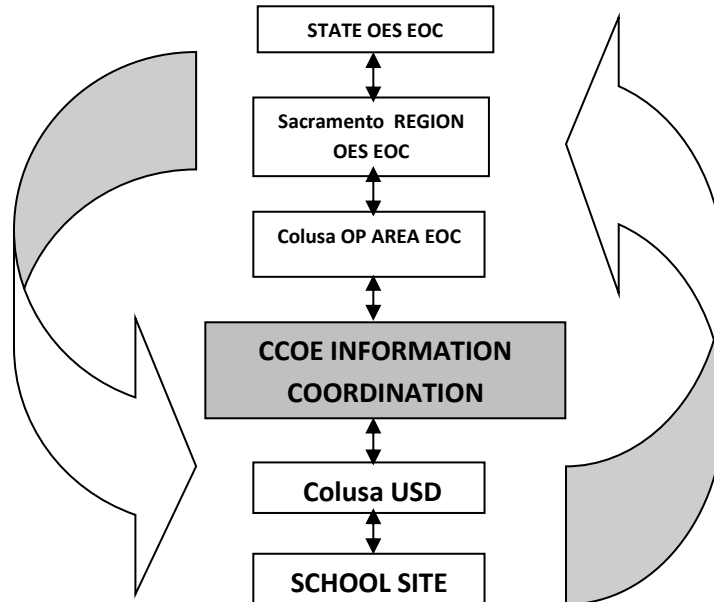 STATE OES EOC
Sacramento REGION
OES EOC
Colusa OP AREA EOC
CCOE INFORMATION
COORDINATION
Colusa USD
SCHOOL SITE